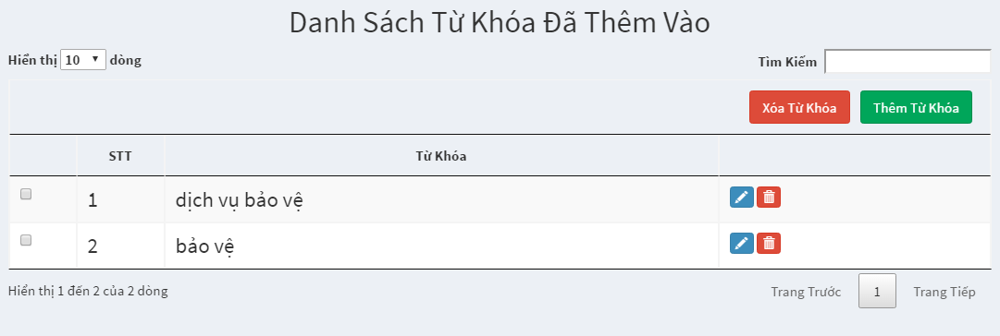 Danh Sách Từ Khóa Đã Thêm Vào
Hiển thị 10 dòng Tìm Kiếm
Xóa Từ Khóa Thêm Từ Khóa
STT Từ Khóa
1 dịch vụ bảo vệ
2 bảo vệ
Hiển thị 1 đến 2 của 2 dòng Trang Trước 1 Trang Tiếp